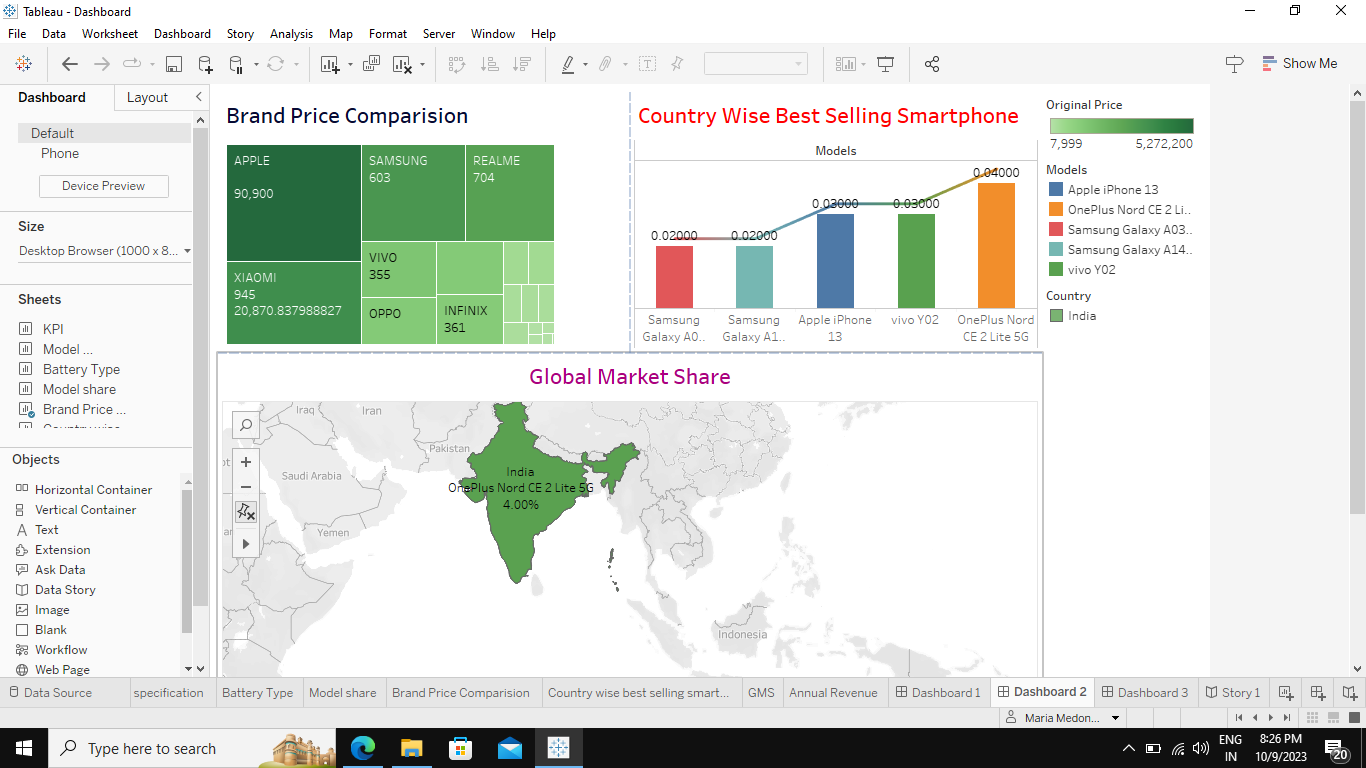 Tableau - Dashboard
File Data Worksheet Dashboard Story Analysis Map Format Server Window Help
Show Me
Dashboard Layout
Default
Phone
Device Preview
Size
Desktop Browser (1000 x 8...
Sheets
KPI
Model ...
Battery Type
Model share
Brand Price ...
Objects
Horizontal Container
Vertical Container
Text
Extension
Ask Data
Data Story
Image
Blank
Workflow
Web Page
Brand Price Comparision
APPLE
90,900
SAMSUNG
603
REALME
704
XIAOMI
945
20,870.837988827
VIVO
355
OPPO
INFINIX
361
Country Wise Best Selling Smartphone
Models
0.02000 0.02000 0.03000 0.03000 0.04000
Samsung Galaxy A0..
Samsung Galaxy A1..
Apple iPhone 13
vivo Y02
OnePlus Nord CE 2 Lite 5G
Original Price
7,999 5,272,200
Models
Apple iPhone 13
OnePlus Nord CE 2 Li..
Samsung Galaxy A03..
Samsung Galaxy A14..
vivo Y02
Country
India
Global Market Share
Iraq
Iran
Pakistan
Saudi Arabia
Yemen
Indonesia
India
OnePlus Nord CE 2 Lite 5G
4.00%
Data Source specification Battery Type Model share Brand Price Comparision Country wise best selling smart... GMS Annual Revenue Dashboard 1 Dashboard 2 Dashboard 3 Story 1
Maria Medon...
Type here to search
ENG
IN
8:26 PM
10/9/2023
20